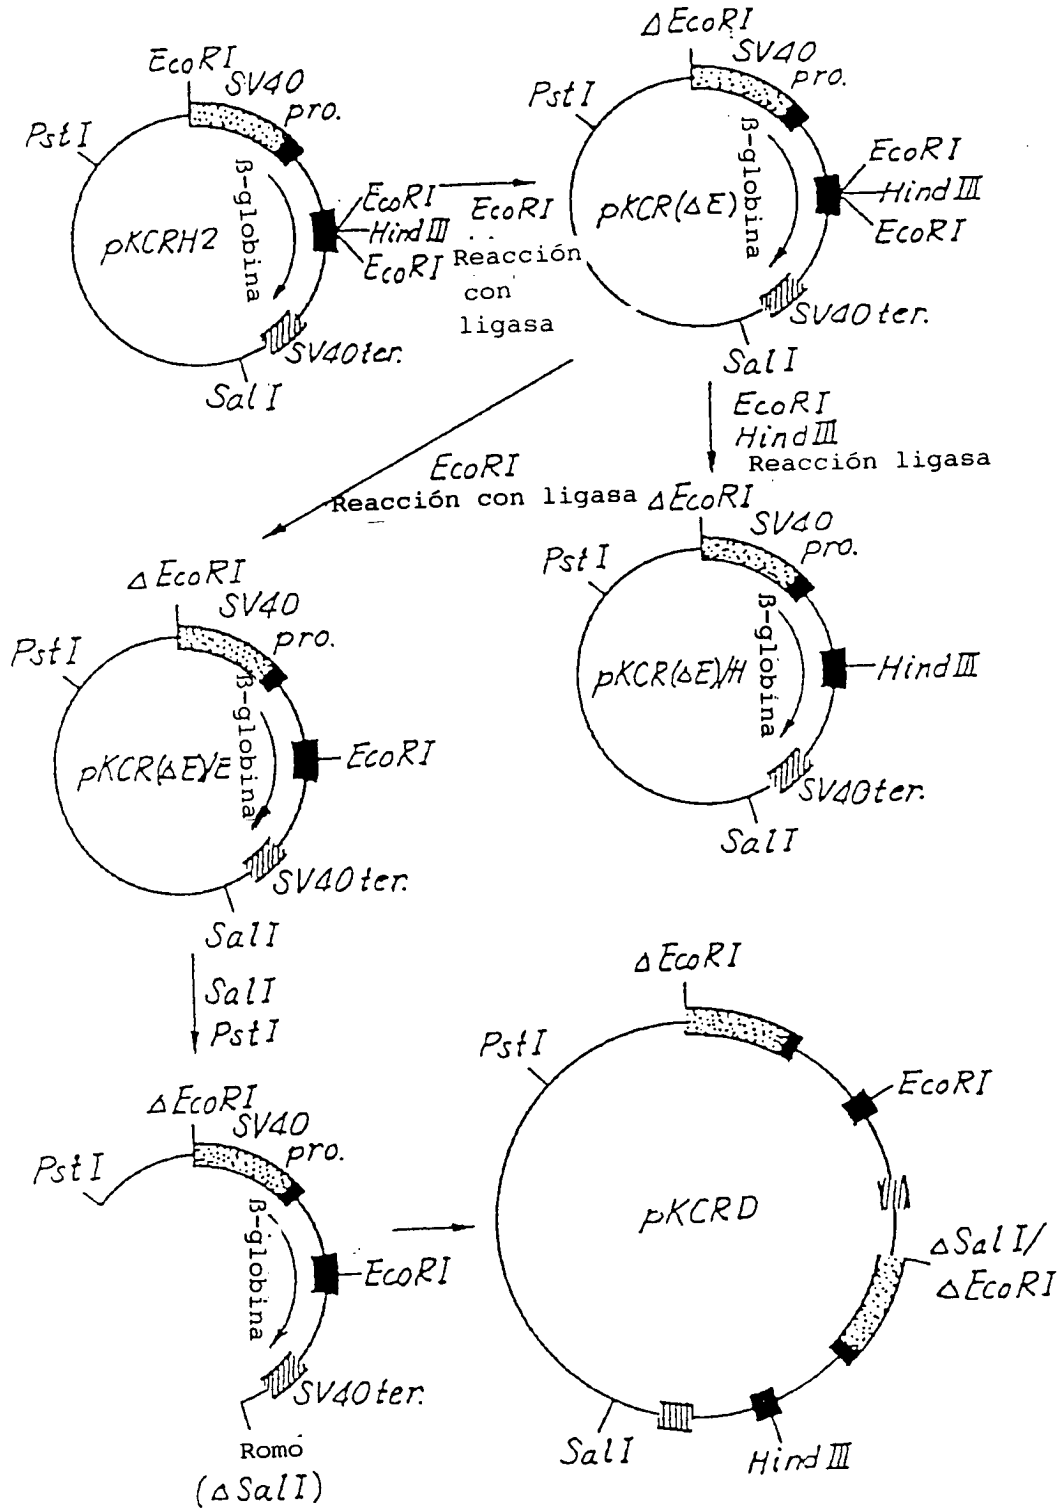 EcoRI
SV40
pro.
PstI
β-globina
pKCRH2
EcoRI
HindIII
EcoRI
SV40ter.
SalI
EcoRI
Reacción
con
ligasa
ΔEcoRI
SV40
pro.
PstI
β-globina
pKCR(ΔE)
EcoRI
HindIII
EcoRI
SV40ter.
SalI
EcoRI
HindIII
Reacción ligasa
EcoRI
Reacción con ligasa
ΔEcoRI
SV40
pro.
PstI
β-globina
pKCR(ΔE)/H
HindIII
SV40ter.
SalI
ΔEcoRI
SV40
pro.
PstI
β-globina
pKCR(ΔE)/E
EcoRI
SV40ter.
SalI
SalI
PstI
ΔEcoRI
SV40
pro.
PstI
β-globina
EcoRI
SV40ter.
Romo
(ΔSalI)
ΔEcoRI
PstI
EcoRI
pKCRD
ΔSalI/
ΔEcoRI
SalI
HindIII